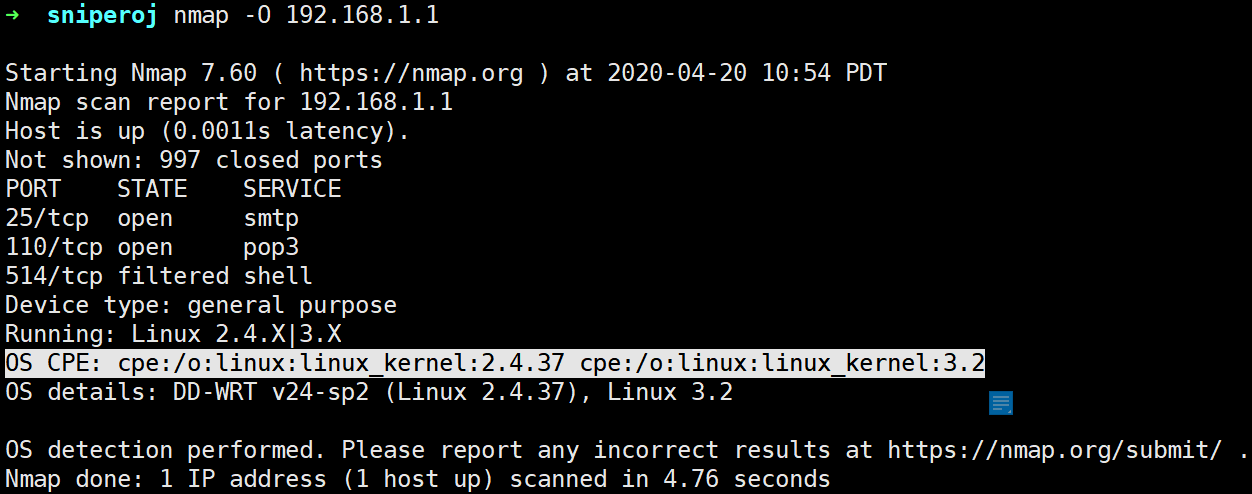 →  sniperoj nmap -O 192.168.1.1
Starting Nmap 7.60 ( https://nmap.org ) at 2020-04-20 10:54 PDT
Nmap scan report for 192.168.1.1
Host is up (0.0011s latency).
Not shown: 997 closed ports
PORT    STATE    SERVICE
25/tcp  open     smtp
110/tcp open     pop3
514/tcp filtered shell
Device type: general purpose
Running: Linux 2.4.X|3.X
OS CPE: cpe:/o:linux:linux_kernel:2.4.37 cpe:/o:linux:linux_kernel:3.2
OS details: DD-WRT v24-sp2 (Linux 2.4.37), Linux 3.2
OS detection performed. Please report any incorrect results at https://nmap.org/submit/ .
Nmap done: 1 IP address (1 host up) scanned in 4.76 seconds